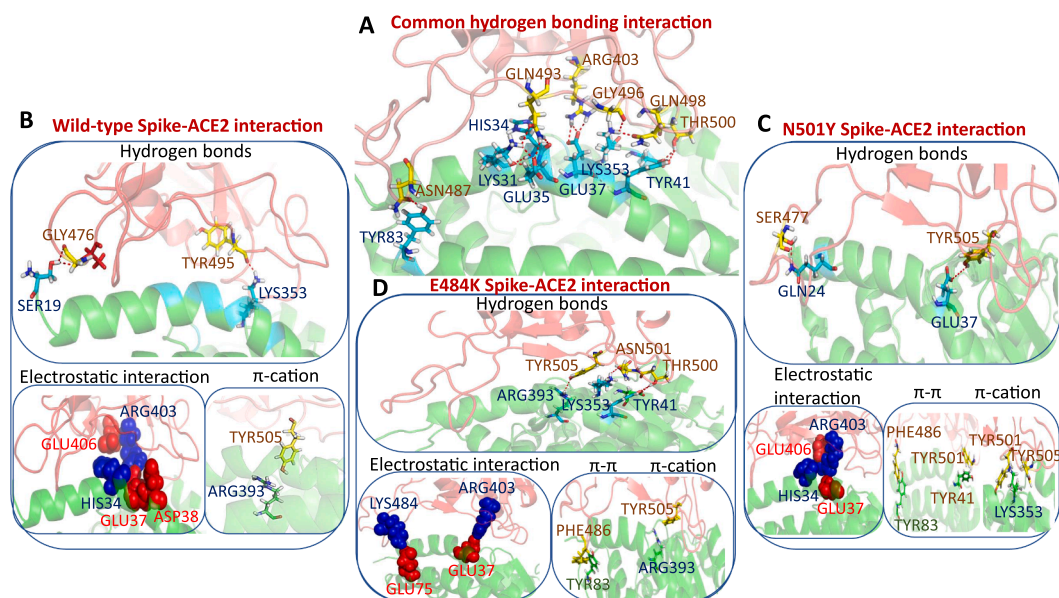 A
Common hydrogen bonding interaction
ARG403
GLN493
GLY496
GLN498
HIS34
THR500
ASN487
LYS31
LYS353
GLU35
GLU37
TYR41
TYR83
B
Wild-type Spike-ACE2 interaction
Hydrogen bonds
GLY476
TYR495
SER19
LYS353
Electrostatic interaction
π-cation
ARG403
GLU406
TYR505
ARG393
HIS34
GLU37
ASP38
C
N501Y Spike-ACE2 interaction
Hydrogen bonds
SER477
TYR505
GLN24
GLU37
Electrostatic
interaction
π-π
π-cation
ARG403
PHE486
GLU406
TYR501
TYR501
TYR505
HIS34
TYR41
GLU37
LYS353
TYR83
D
E484K Spike-ACE2 interaction
Hydrogen bonds
ASN501
TYR505
THR500
ARG393
LYS353
TYR41
Electrostatic interaction
π-π
π-cation
ARG403
LYS484
TYR505
PHE486
GLU37
ARG393
GLU75
TYR83